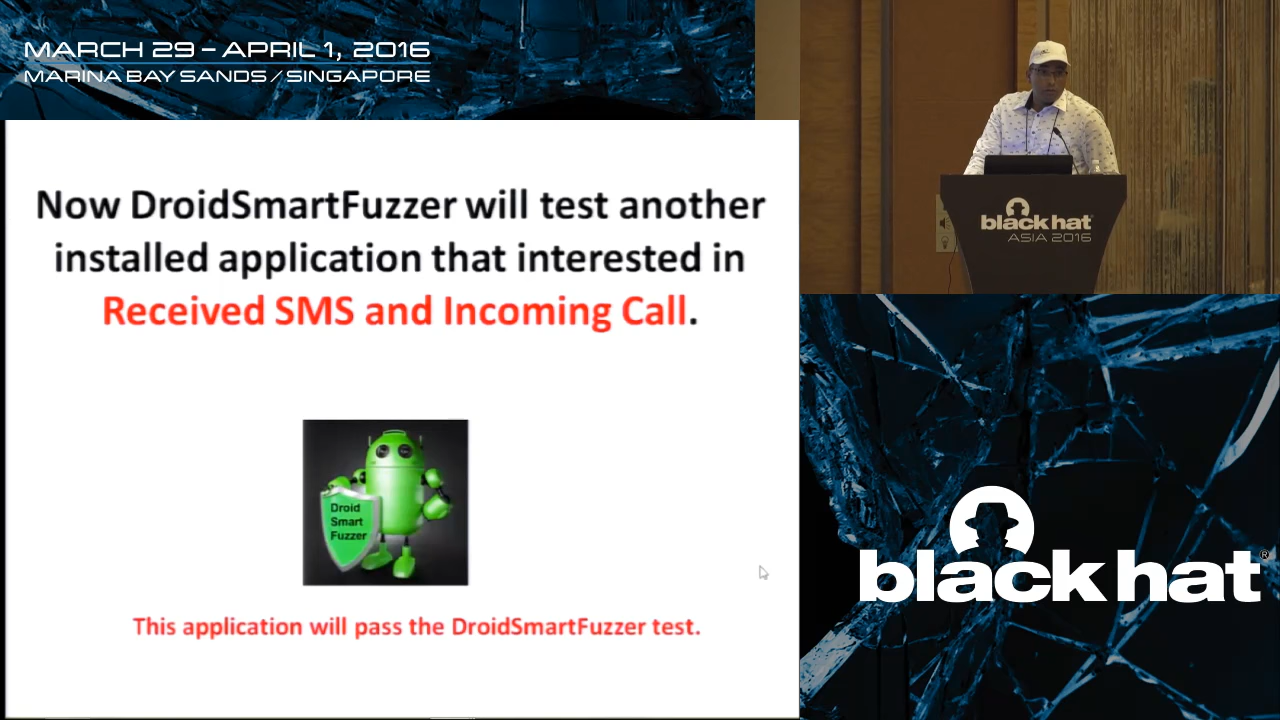 MARCH 29 – APRIL 1, 2016
MARINA BAY SANDS / SINGAPORE
Now DroidSmartFuzzer will test another
installed application that interested in
Received SMS and Incoming Call.
Droid
Smart
Fuzzer
This application will pass the DroidSmartFuzzer test.
black hat
ASIA 2016
black hat®